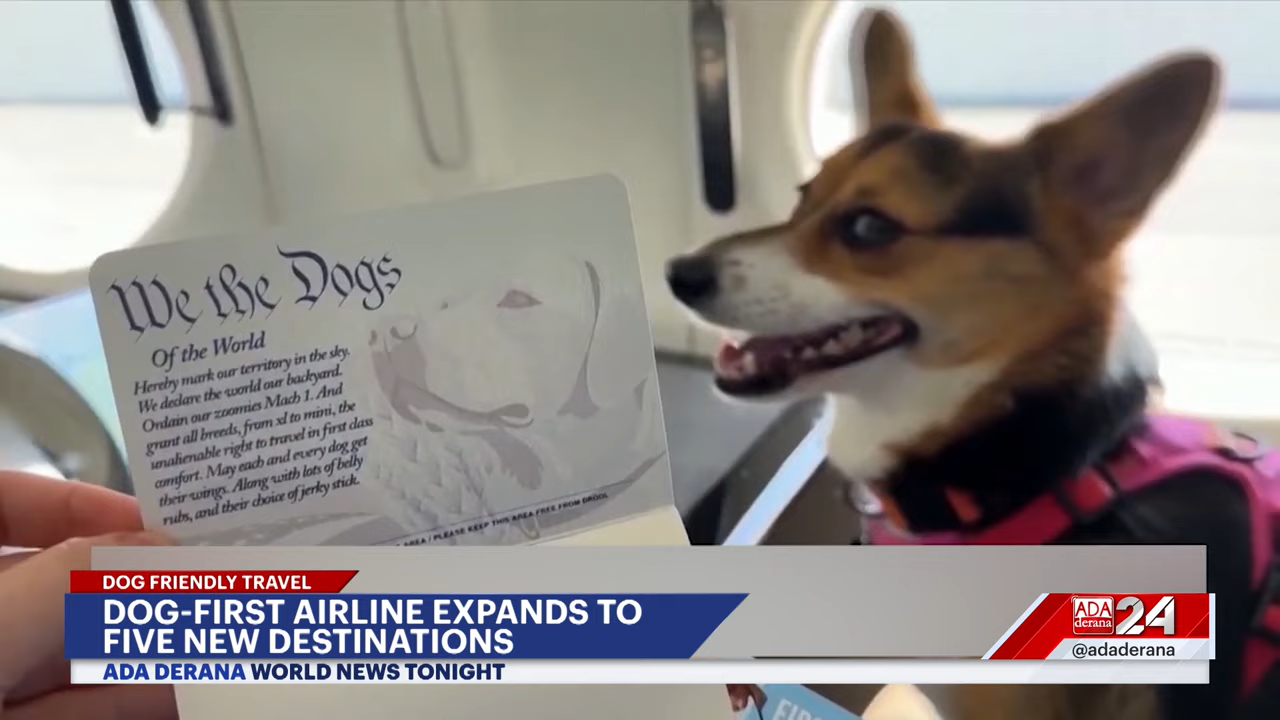 We the Dogs
Of the World
Hereby mark our territory in the sky.
We declare the world our backyard.
Ordain our zoomies Mach 1. And
grant all breeds, from xl to mini, the
unalienable right to travel in first class
comfort. May each and every dog get
their wings. Along with lots of belly
rubs, and their choice of jerky stick.
AREA / PLEASE KEEP THIS AREA FREE FROM DROOL
DOG FRIENDLY TRAVEL
DOG-FIRST AIRLINE EXPANDS TO
FIVE NEW DESTINATIONS
ADA DERANA WORLD NEWS TONIGHT
ADA
derana
24
@adaderana